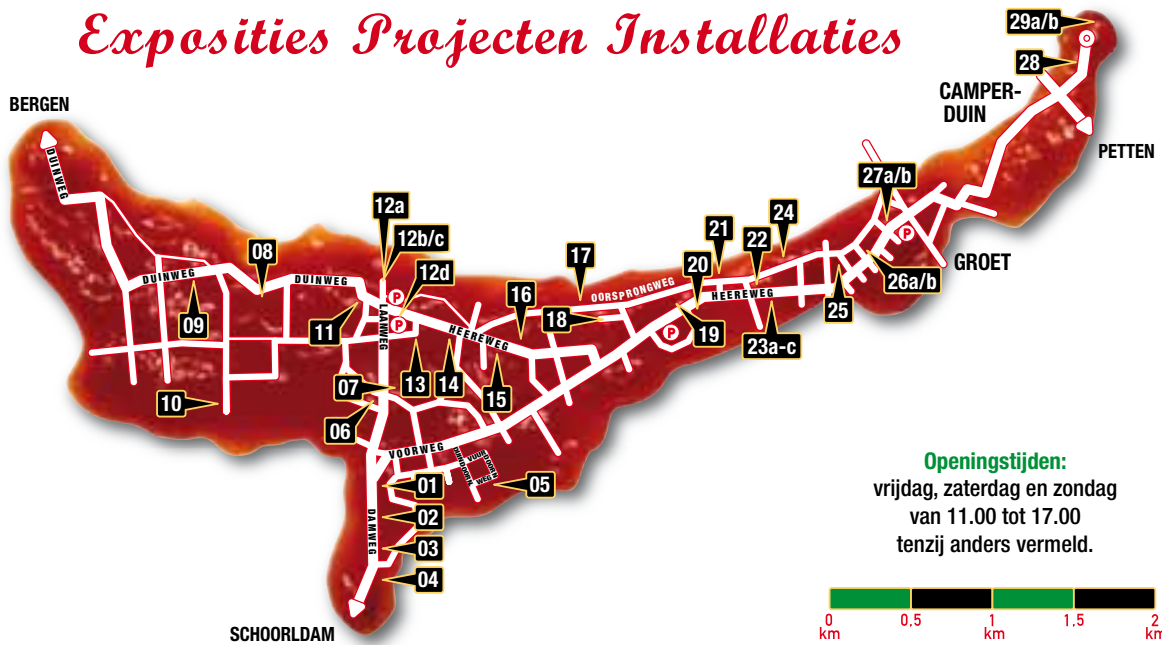 Exposities Projecten Installaties
29a/b
28
CAMPER-
DUIN
BERGEN
PETTEN
DUINWEG
27a/b
12a
24
12b/c
21
22
08
12d
17
20
P
GROET
DUINWEG
DUINWEG
OORSPRONGWEG
26a/b
16
HEEREWEG
P
09
11
LAANWEG
P
HEEREWEG
18
P
19
25
23a-c
07
13
14
15
10
06
VOORWEG
DUINDOORN
VUURDOORN
WEG
01
05
DAMWEG
02
03
04
SCHOORLDAM
Openingstijden:
vrijdag, zaterdag en zondag
van 11.00 tot 17.00
tenzij anders vermeld.
0 0,5 1 1,5 2
km km km